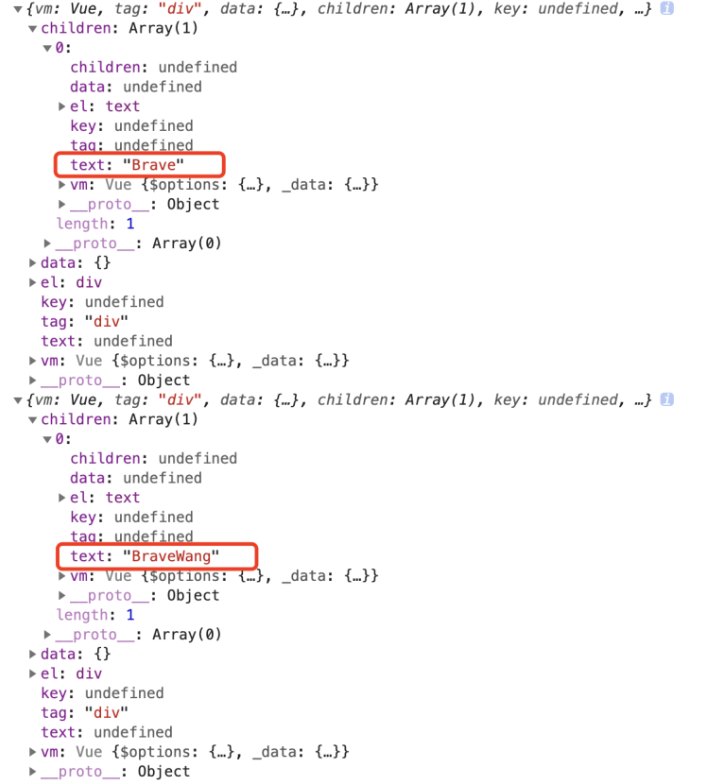 {vm: Vue, tag: "div", data: {…}, children: Array(1), key: undefined, …} i
children: Array(1)
0:
children: undefined
data: undefined
el: text
key: undefined
tag: undefined
text: "Brave"
vm: Vue {$options: {…}, _data: {…}}
__proto__: Object
length: 1
__proto__: Array(0)
data: {}
el: div
key: undefined
tag: "div"
text: undefined
vm: Vue {$options: {…}, _data: {…}}
__proto__: Object
{vm: Vue, tag: "div", data: {…}, children: Array(1), key: undefined, …} i
children: Array(1)
0:
children: undefined
data: undefined
el: text
key: undefined
tag: undefined
text: "BraveWang"
vm: Vue {$options: {…}, _data: {…}}
__proto__: Object
length: 1
__proto__: Array(0)
data: {}
el: div
key: undefined
tag: "div"
text: undefined
vm: Vue {$options: {…}, _data: {…}}
__proto__: Object